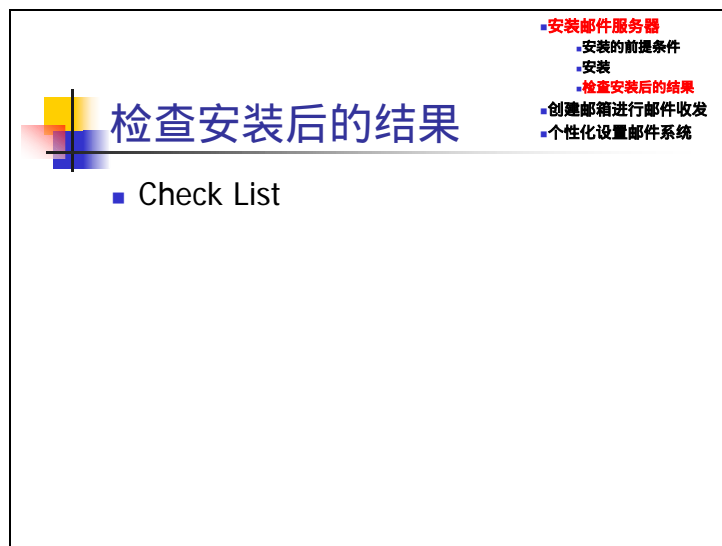 安装邮件服务器
安装的前提条件
安装
检查安装后的结果
创建邮箱进行邮件收发
个性化设置邮件系统
检查安装后的结果
Check List